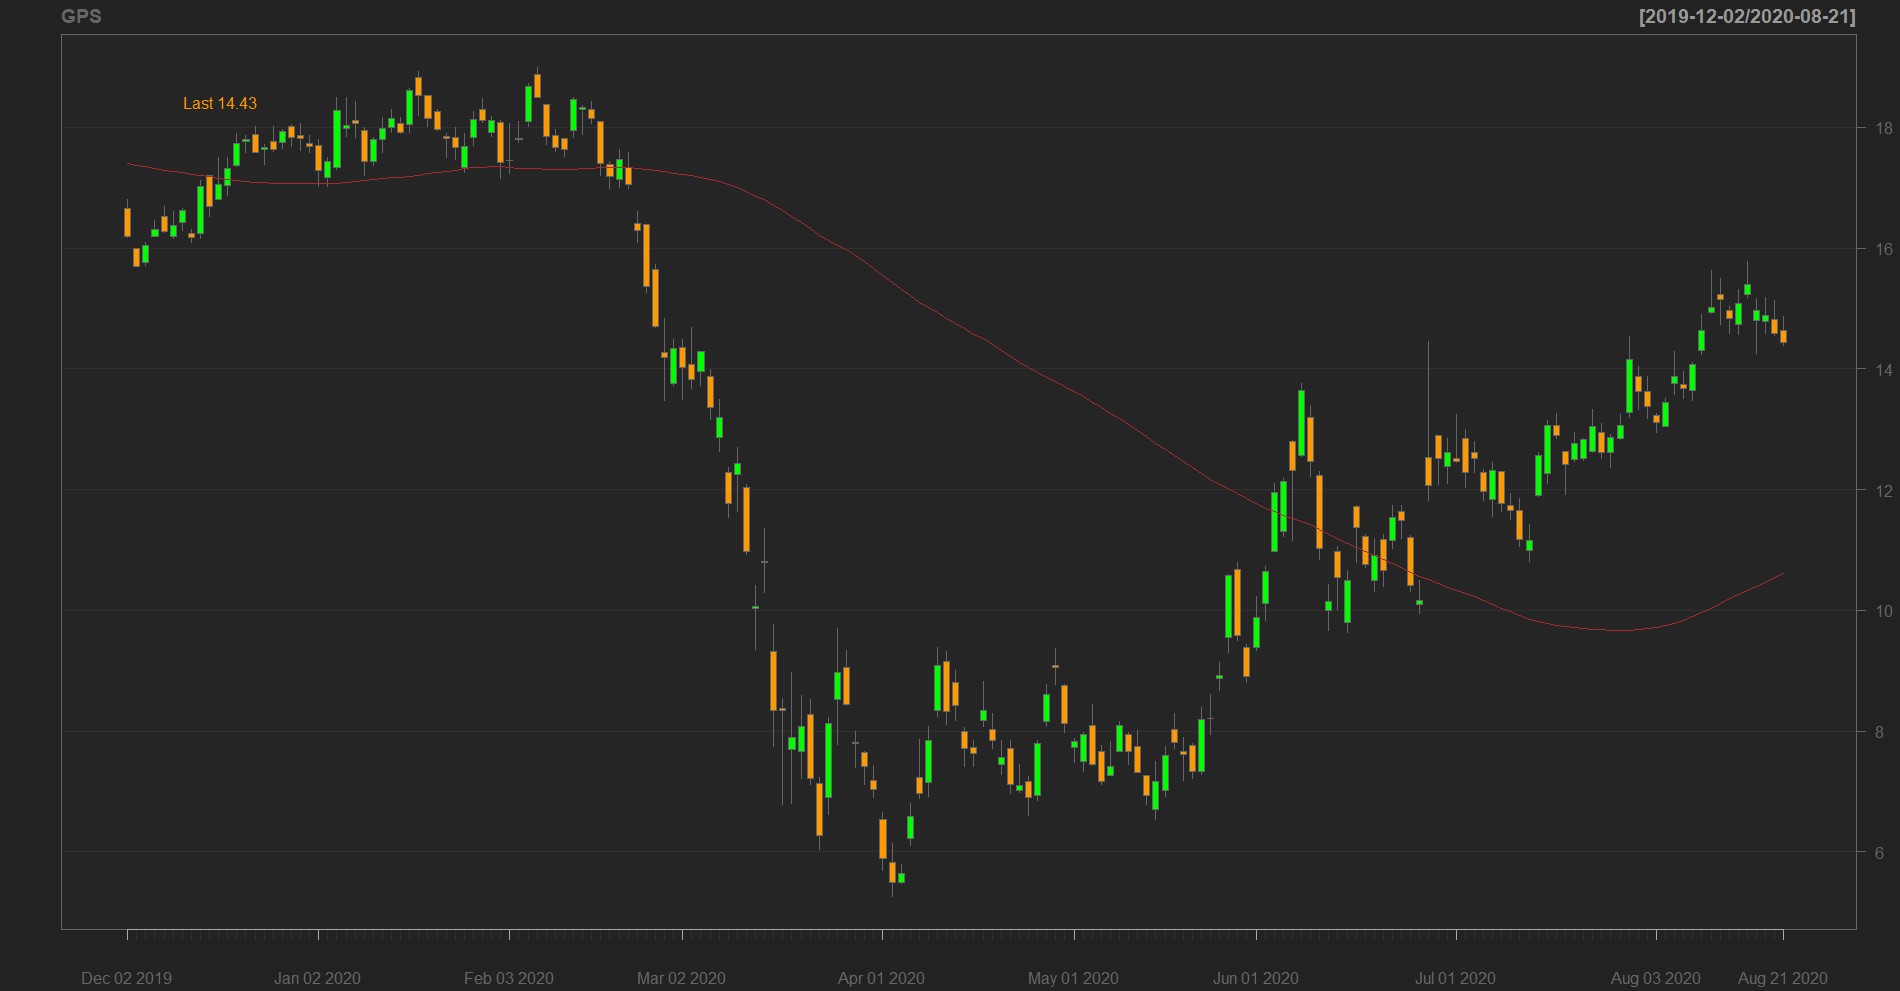 GPS
[2019-12-02/2020-08-21]
Last 14.43
18
16
14
12
10
8
6
Dec 02 2019
Jan 02 2020
Feb 03 2020
Mar 02 2020
Apr 01 2020
May 01 2020
Jun 01 2020
Jul 01 2020
Aug 03 2020
Aug 21 2020